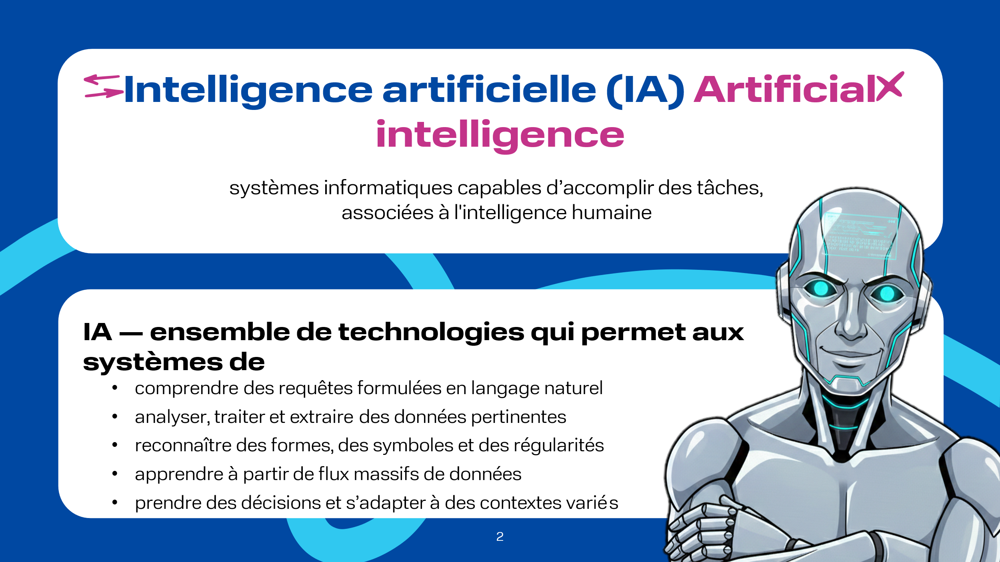 Intelligence artificielle (IA) Artificial
intelligence
systèmes informatiques capables d’accomplir des tâches,
associées à l'intelligence humaine
IA — ensemble de technologies qui permet aux
systèmes de
• comprendre des requêtes formulées en langage naturel
• analyser, traiter et extraire des données pertinentes
• reconnaître des formes, des symboles et des régularités
• apprendre à partir de flux massifs de données
• prendre des décisions et s’adapter à des contextes variés
2